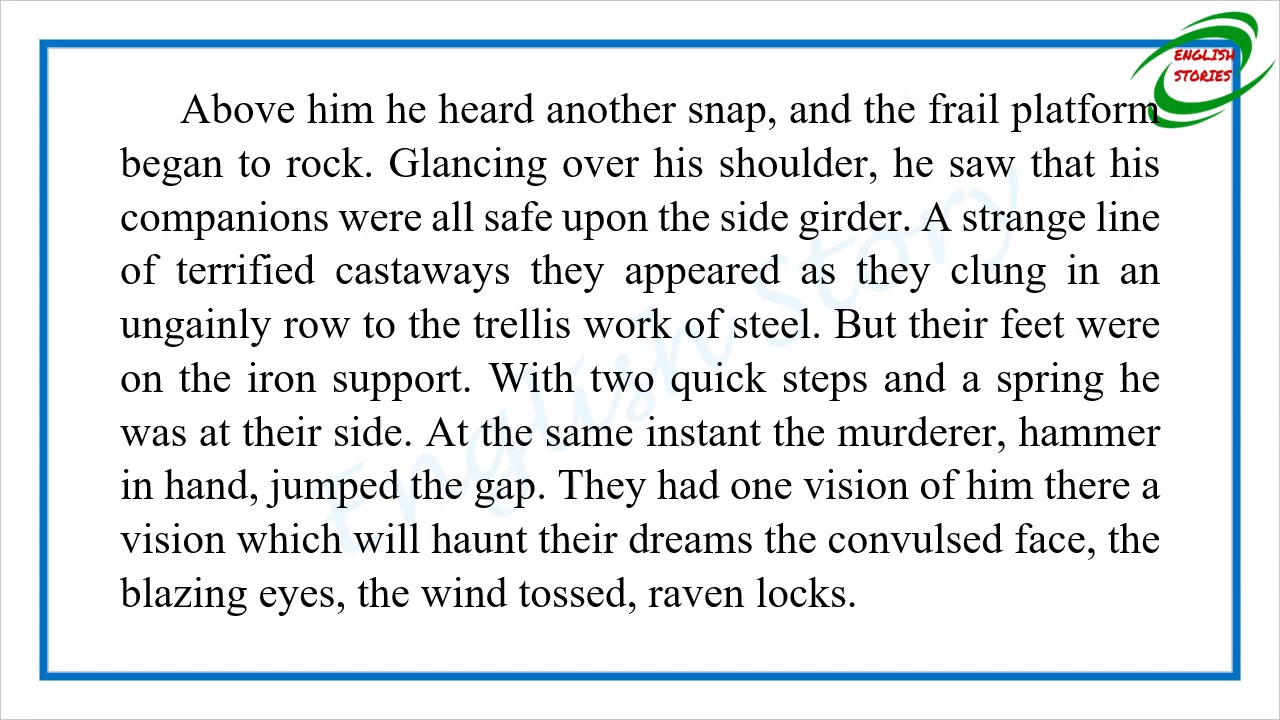 ENGLISH
STORIES
Above him he heard another snap, and the frail platform
began to rock. Glancing over his shoulder, he saw that his
companions were all safe upon the side girder. A strange line
of terrified castaways they appeared as they clung in an
ungainly row to the trellis work of steel. But their feet were
on the iron support. With two quick steps and a spring he
was at their side. At the same instant the murderer, hammer
in hand, jumped the gap. They had one vision of him there a
vision which will haunt their dreams the convulsed face, the
blazing eyes, the wind tossed, raven locks.
English Story